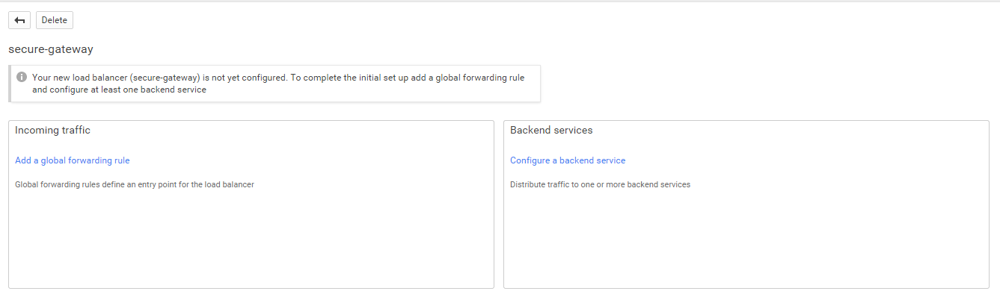 Delete
secure-gateway
Your new load balancer (secure-gateway) is not yet configured. To complete the initial set up add a global forwarding rule
and configure at least one backend service
Incoming traffic
Add a global forwarding rule
Global forwarding rules define an entry point for the load balancer
Backend services
Configure a backend service
Distribute traffic to one or more backend services